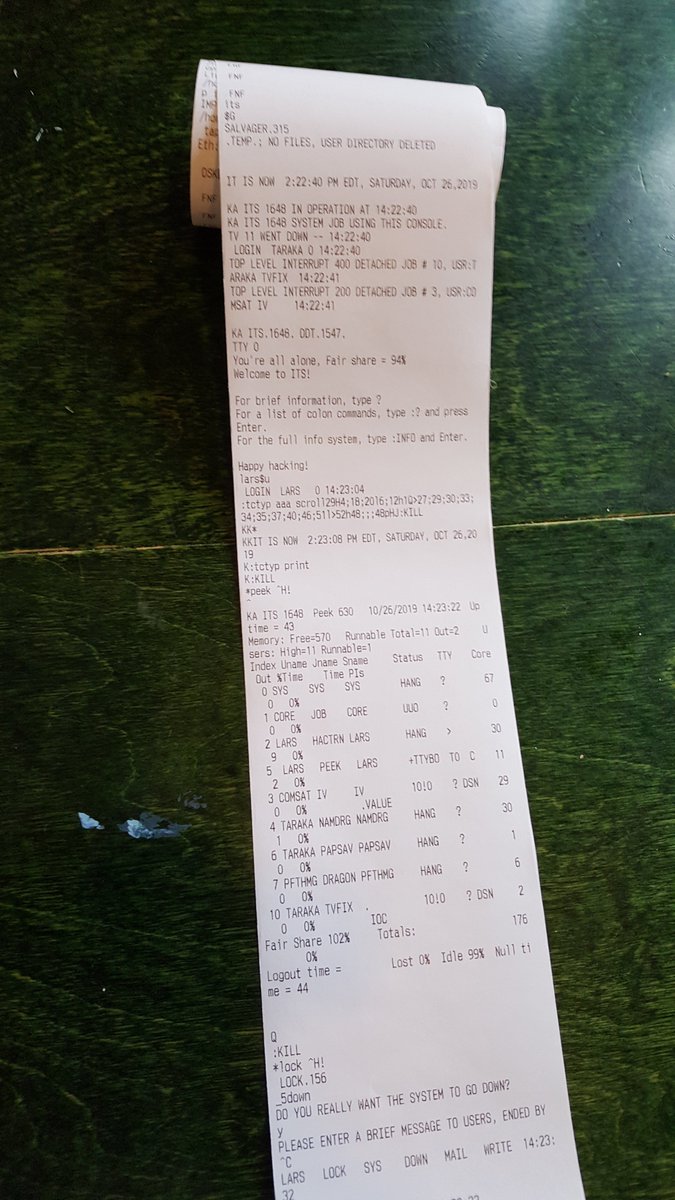 FNF
its
$G
SALVAGER.315
.TEMP.; NO FILES, USER DIRECTORY DELETED
IT IS NOW 2:22:40 PM EDT, SATURDAY, OCT 26,2019
KA ITS 1648 IN OPERATION AT 14:22:40
KA ITS 1648 SYSTEM JOB USING THIS CONSOLE.
TV 11 WENT DOWN -- 14:22:40
LOGIN TARAKA 0 14:22:40
TOP LEVEL INTERRUPT 400 DETACHED JOB # 10, USR:T
ARAKA TVFIX 14:22:41
TOP LEVEL INTERRUPT 200 DETACHED JOB # 3, USR:CO
MSAT IV 14:22:41
KA ITS.1648. DDT.1547.
TTY 0
You're all alone, Fair share = 94%
Welcome to ITS!
For brief information, type ?
For a list of colon commands, type :? and press
Enter.
For the full info system, type :INFO and Enter.
Happy hacking!
lars$u
LOGIN LARS 0 14:23:04
:tctyp aaa scroll29H4;18;20l6;12h1Q>27;29;30;33;
34;35;37;40;46;51l>52h48;;;48pHJ:KILL
KK*
KKIT IS NOW 2:23:08 PM EDT, SATURDAY, OCT 26,20
19
K:tctyp print
K:KILL
*peek ^H!
^
KA ITS 1648 Peek 630 10/26/2019 14:23:22 Up
time = 43
Memory: Free=570 Runnable Total=11 Out=2 U
sers: High=11 Runnable=1
Index Uname Jname Sname Status TTY Core
Out %Time Time PIs
0 SYS SYS SYS HANG ? 67
0 0%
1 CORE JOB CORE UUO ? 0
0 0%
2 LARS HACTRN LARS HANG > 30
9 0%
5 LARS PEEK LARS +TTYBO TO C 11
2 0%
3 COMSAT IV IV 10!0 ? DSN 29
0 0% .VALUE
4 TARAKA NAMDRG NAMDRG HANG ? 30
1 0%
6 TARAKA PAPSAV PAPSAV HANG ? 1
0 0%
7 PFTHMG DRAGON PFTHMG HANG ? 6
0 0%
10 TARAKA TVFIX . 10!0 ? DSN 2
0 0% IOC
Fair Share 102% Totals: 176
0%
Logout time = Lost 0% Idle 99% Null ti
me = 44
Q
:KILL
*lock ^H!
LOCK.156
_5down
DO YOU REALLY WANT THE SYSTEM TO GO DOWN?
y
PLEASE ENTER A BRIEF MESSAGE TO USERS, ENDED BY
^C
LARS LOCK SYS DOWN MAIL WRITE 14:23:
32